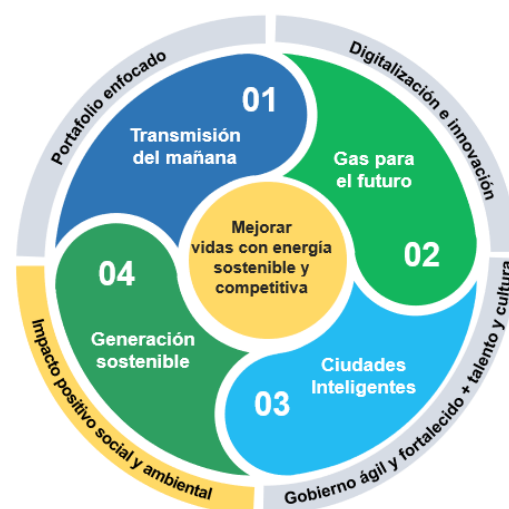 Portafolio enfocado
Digitalización e innovación
01
Transmisión
del mañana
Gas para
el futuro
02
Mejorar
vidas con energía
sostenible y
competitiva
04
Generación
sostenible
Ciudades
Inteligentes
03
Impacto positivo social y ambiental
Gobierno ágil y fortalecido + talento y cultura